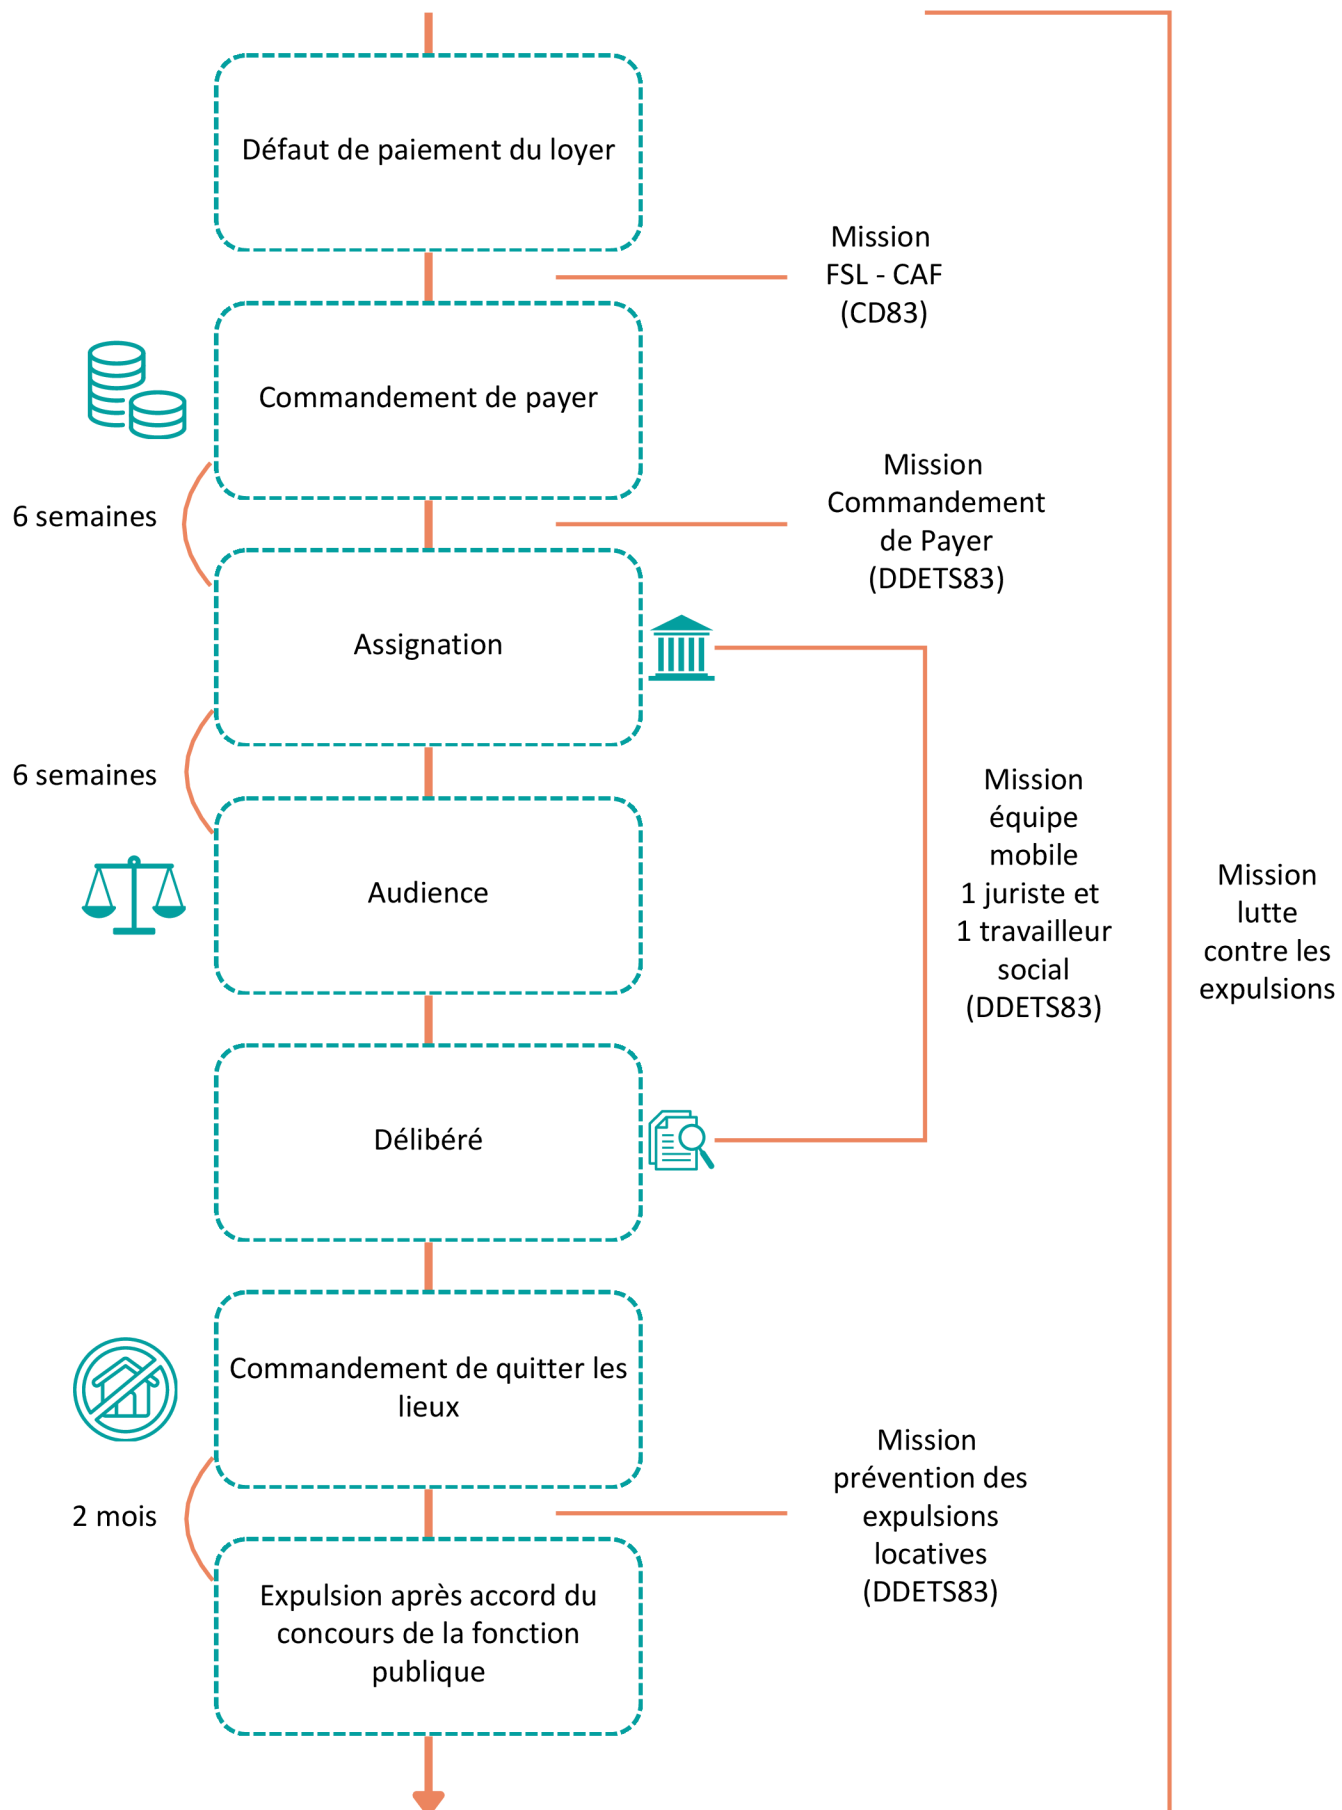 Défaut de paiement du loyer
Mission
FSL - CAF
(CD83)
Commandement de payer
6 semaines
Mission
Commandement
de Payer
(DDETS83)
Assignation
6 semaines
Mission
équipe
mobile
1 juriste et
1 travailleur
social
(DDETS83)
Mission
lutte
contre les
expulsions
Audience
Délibéré
Commandement de quitter les
lieux
2 mois
Mission
prévention des
expulsions
locatives
(DDETS83)
Expulsion après accord du
concours de la fonction
publique